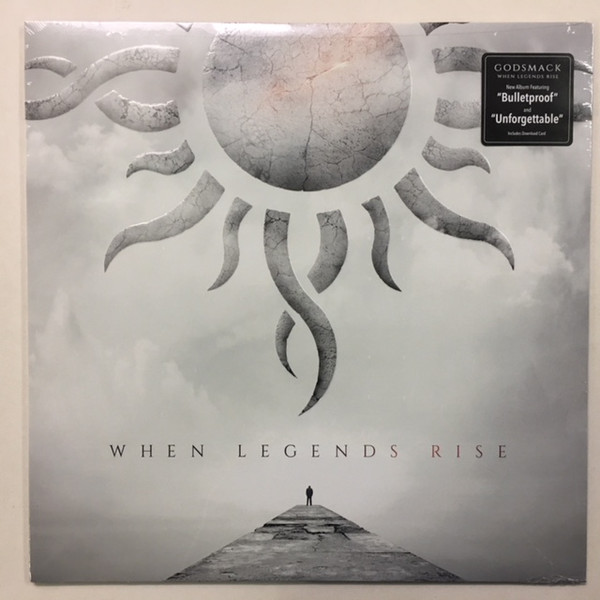 GODSMACK
WHEN LEGENDS RISE
New Album Featuring
"Bulletproof"
and
"Unforgettable"
Includes Download Card
WHEN LEGENDS RISE